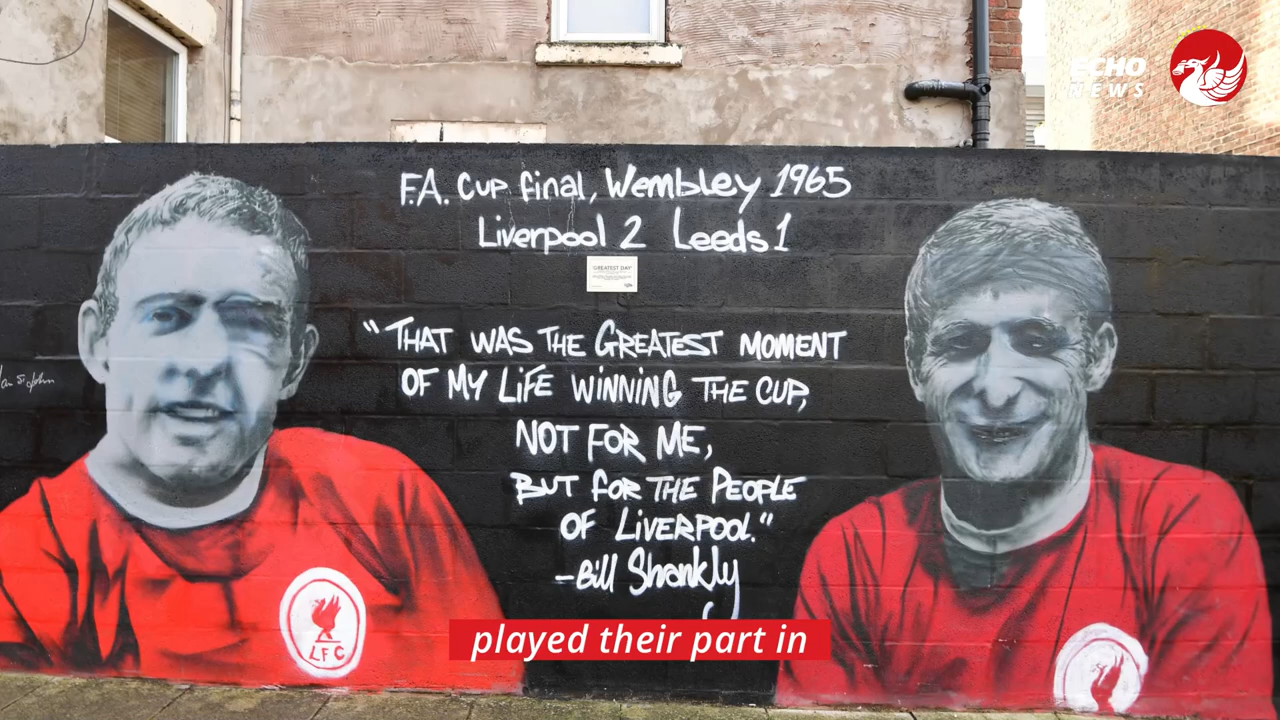 ECHO
NEWS
F.A. Cup final, Wembley 1965
Liverpool 2 Leeds 1
"GREATEST DAY"
"THAT WAS THE GREATEST MOMENT
OF MY LIFE WINNING THE CUP,
NOT FOR ME,
BUT FOR THE PEOPLE
OF LIVERPOOL."
-Bill Shankly
LFC
played their part in